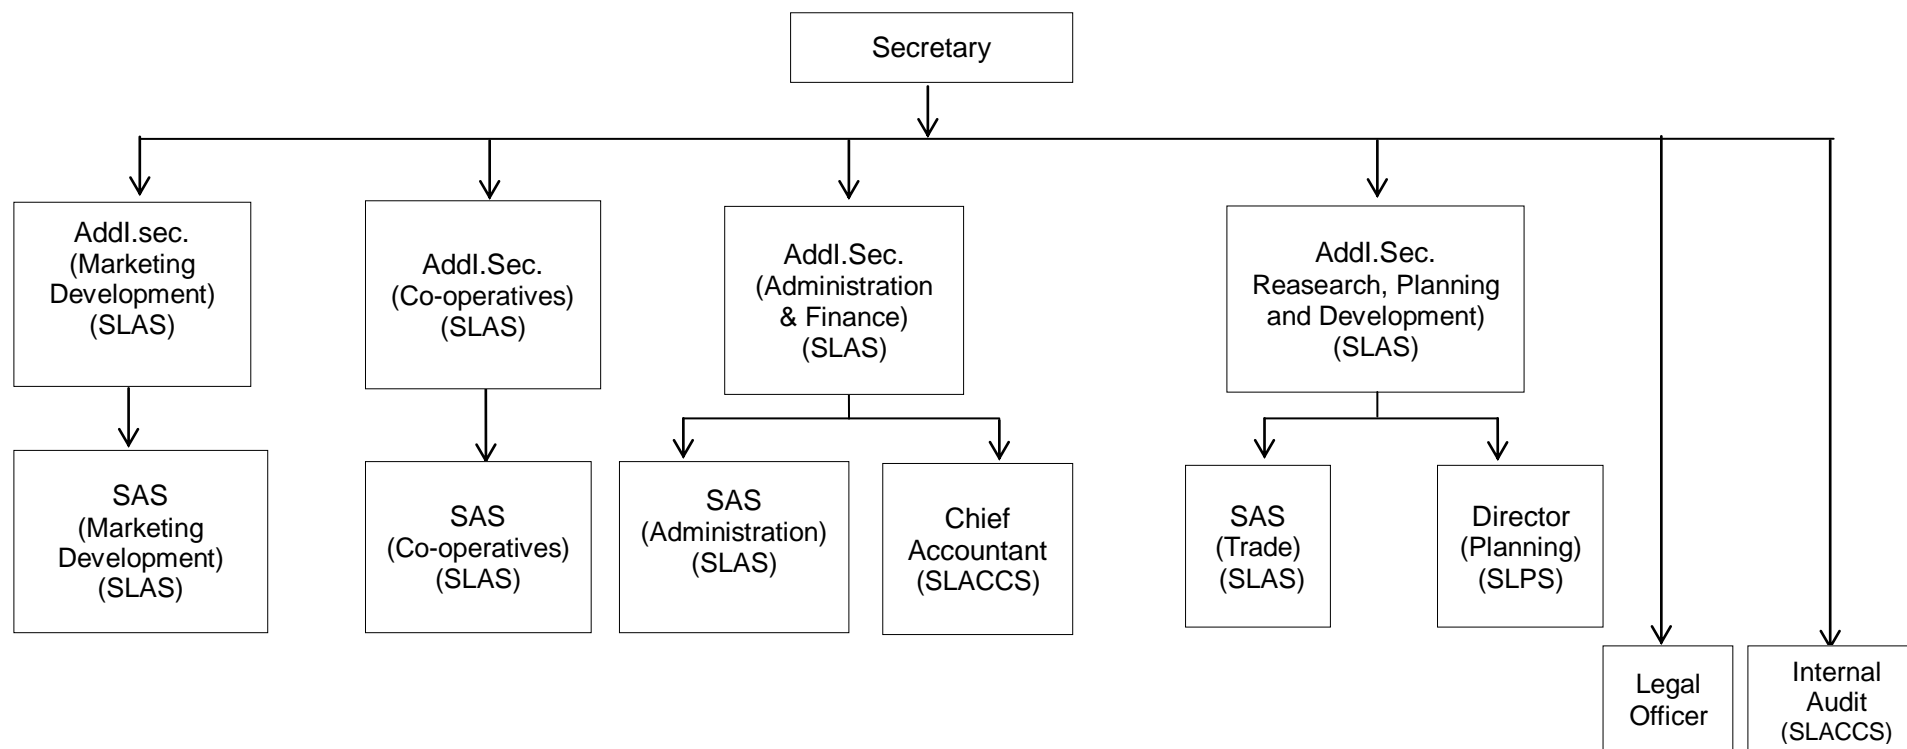 Secretary
Addl.sec.
(Marketing
Development)
(SLAS)
Addl.Sec.
(Co-operatives)
(SLAS)
Addl.Sec.
(Administration
& Finance)
(SLAS)
Addl.Sec.
Reasearch, Planning
and Development)
(SLAS)
SAS
(Marketing
Development)
(SLAS)
SAS
(Co-operatives)
(SLAS)
SAS
(Administration)
(SLAS)
Chief
Accountant
(SLACCS)
SAS
(Trade)
(SLAS)
Director
(Planning)
(SLPS)
Legal
Officer
Internal
Audit
(SLACCS)